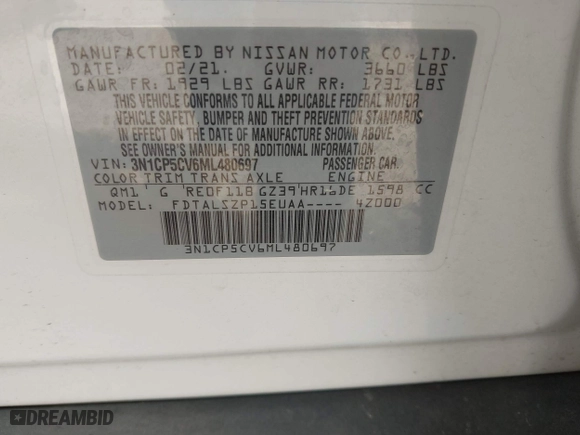 MANUFACTURED BY NISSAN MOTOR CO.,LTD.
DATE: 02/21. GVWR: 3660 LBS
GAWR FR: 1929 LBS GAWR RR: 1731 LBS
THIS VEHICLE CONFORMS TO ALL APPLICABLE FEDERAL MOTOR
VEHICLE SAFETY, BUMPER, AND THEFT PREVENTION STANDARDS
IN EFFECT ON THE DATE OF MANUFACTURE SHOWN ABOVE.
SEE OWNER'S MANUAL FOR ADDITIONAL INFORMATION.
VIN: 3N1CP5CV6ML480697 PASSENGER CAR
COLOR TRIM TRANS AXLE ENGINE
QM1 G RE0F11B GZ39 HR16DE 1598 CC
MODEL: FDTALSZP15EUAA---- 4Z000
3N1CP5CV6ML480697
DREAMBID